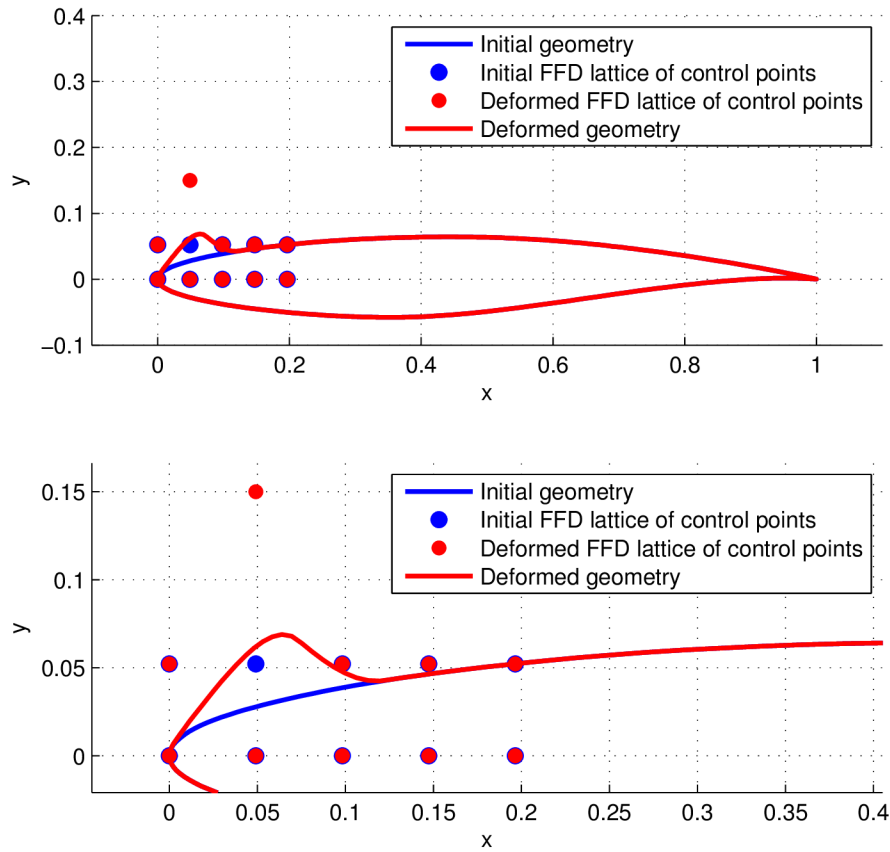 0.4
Initial geometry
Initial FFD lattice of control points
0.3
Deformed FFD lattice of control points
Deformed geometry
0.2
y
0.1
0
−0.1
0 0.2 0.4 0.6 0.8 1
x
0.15
Initial geometry
Initial FFD lattice of control points
Deformed FFD lattice of control points
0.1
Deformed geometry
y
0.05
0
0 0.05 0.1 0.15 0.2 0.25 0.3 0.35 0.4
x